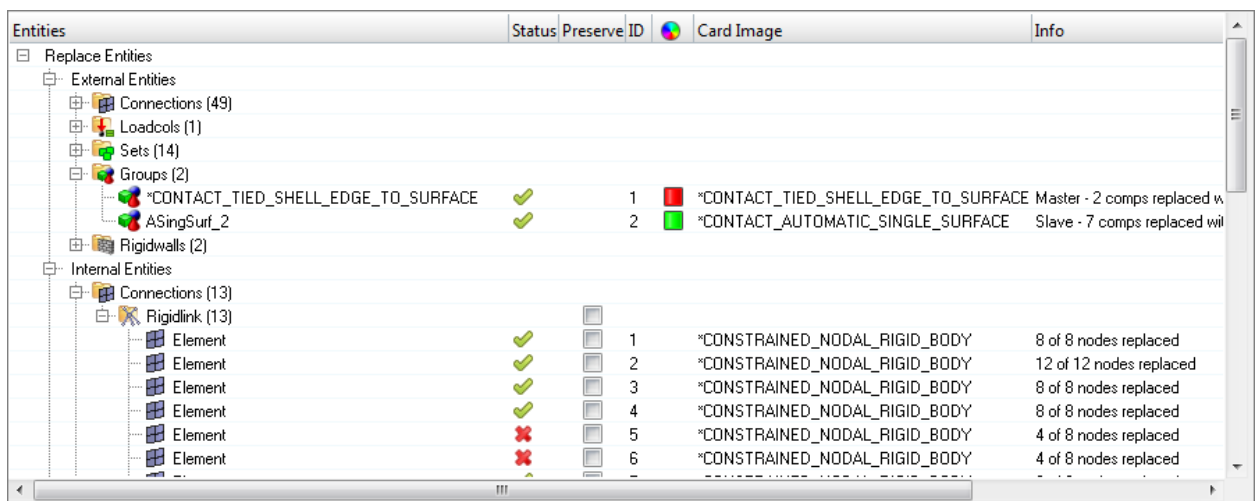 Entities Status Preserve ID Card Image Info
Replace Entities
External Entities
Connections (49)
Loadcols (1)
Sets (14)
Groups (2)
*CONTACT_TIED_SHELL_EDGE_TO_SURFACE 1 *CONTACT_TIED_SHELL_EDGE_TO_SURFACE Master - 2 comps replaced w
ASingSurf_2 2 *CONTACT_AUTOMATIC_SINGLE_SURFACE Slave - 7 comps replaced wit
Rigidwalls (2)
Internal Entities
Connections (13)
Rigidlink (13)
Element 1 *CONSTRAINED_NODAL_RIGID_BODY 8 of 8 nodes replaced
Element 2 *CONSTRAINED_NODAL_RIGID_BODY 12 of 12 nodes replaced
Element 3 *CONSTRAINED_NODAL_RIGID_BODY 8 of 8 nodes replaced
Element 4 *CONSTRAINED_NODAL_RIGID_BODY 8 of 8 nodes replaced
Element 5 *CONSTRAINED_NODAL_RIGID_BODY 4 of 8 nodes replaced
Element 6 *CONSTRAINED_NODAL_RIGID_BODY 4 of 8 nodes replaced